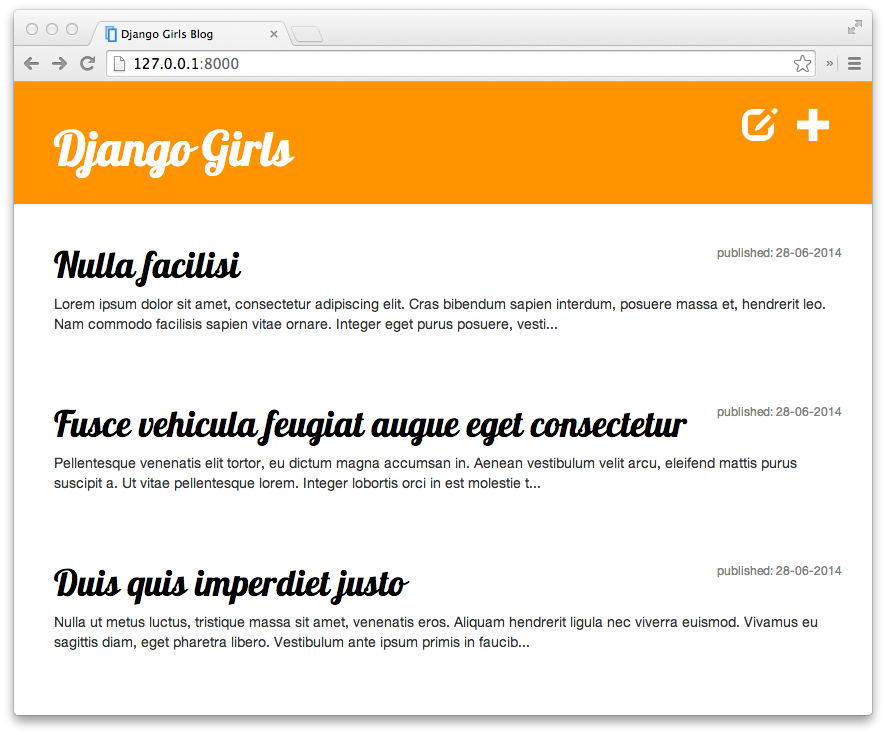 Django Girls Blog
127.0.0.1:8000
Django Girls
Nulla facilisi
published: 28-06-2014
Lorem ipsum dolor sit amet, consectetur adipiscing elit. Cras bibendum sapien interdum, posuere massa et, hendrerit leo.
Nam commodo facilisis sapien vitae ornare. Integer eget purus posuere, vesti...
Fusce vehicula feugiat augue eget consectetur
published: 28-06-2014
Pellentesque venenatis elit tortor, eu dictum magna accumsan in. Aenean vestibulum velit arcu, eleifend mattis purus
suscipit a. Ut vitae pellentesque lorem. Integer lobortis orci in est molestie t...
Duis quis imperdiet justo
published: 28-06-2014
Nulla ut metus luctus, tristique massa sit amet, venenatis eros. Aliquam hendrerit ligula nec viverra euismod. Vivamus eu
sagittis diam, eget pharetra libero. Vestibulum ante ipsum primis in faucib...